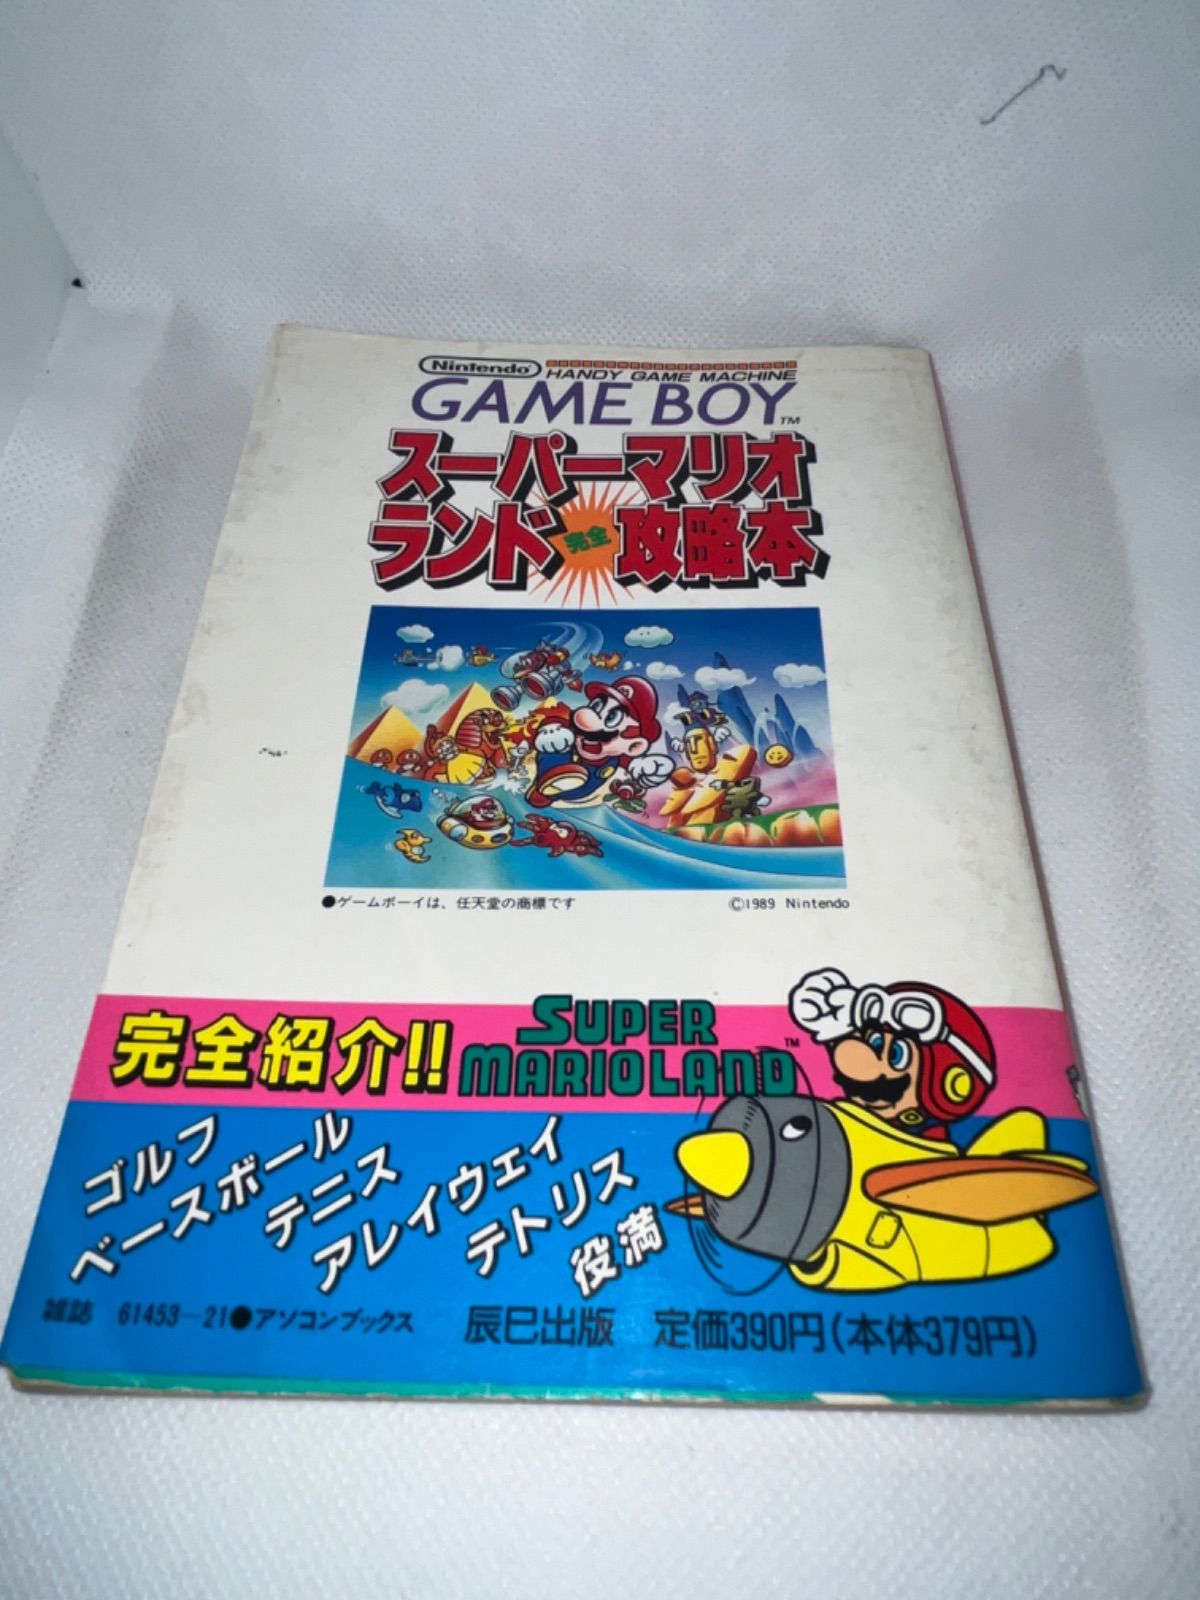 Nintendo HANDY GAME MACHINE
GAME BOY™
スーパーマリオ
ランド完全攻略本
●ゲームボーイは、任天堂の商標です ©1989 Nintendo
完全紹介!! SUPER
MARIOLAND™
ゴルフ
ベースボール
テニス
アレイウェイ
テトリス
役満
雑誌 61453-21●アソコンブックス 辰巳出版 定価390円(本体379円)